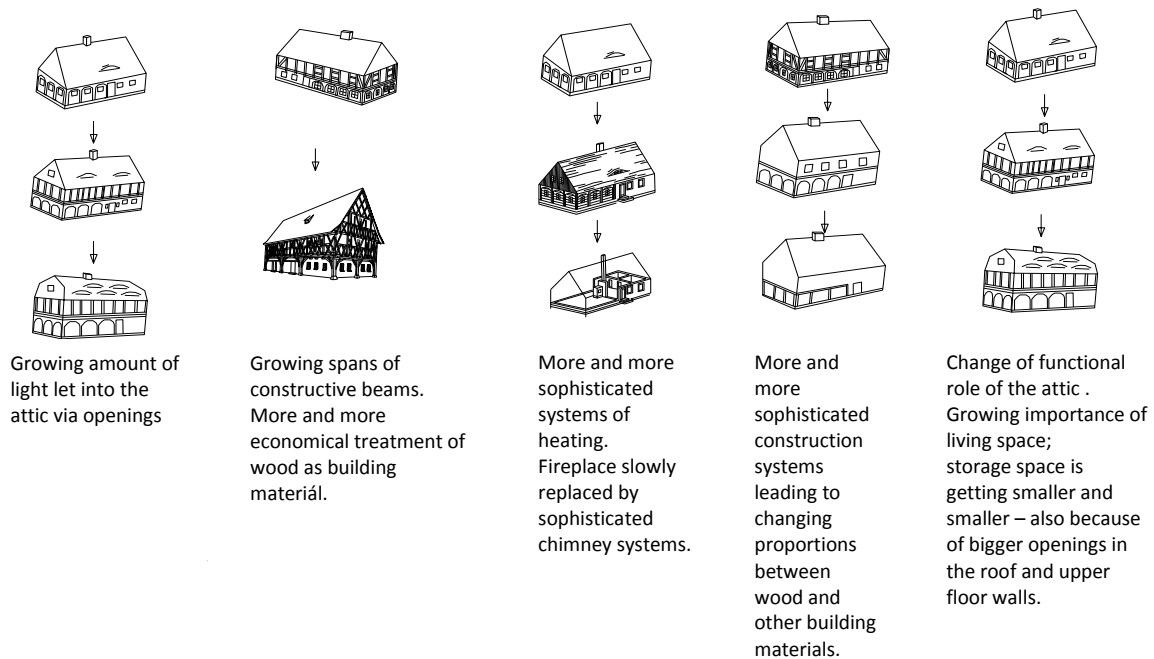 Growing amount of
light let into the
attic via openings
Growing spans of
constructive beams.
More and more
economical treatment of
wood as building
materiál.
More and more
sophisticated
systems of
heating.
Fireplace slowly
replaced by
sophisticated
chimney systems.
More and
more
sophisticated
construction
systems
leading to
changing
proportions
between
wood and
other building
materials.
Change of functional
role of the attic .
Growing importance of
living space;
storage space is
getting smaller and
smaller – also because
of bigger openings in
the roof and upper
floor walls.